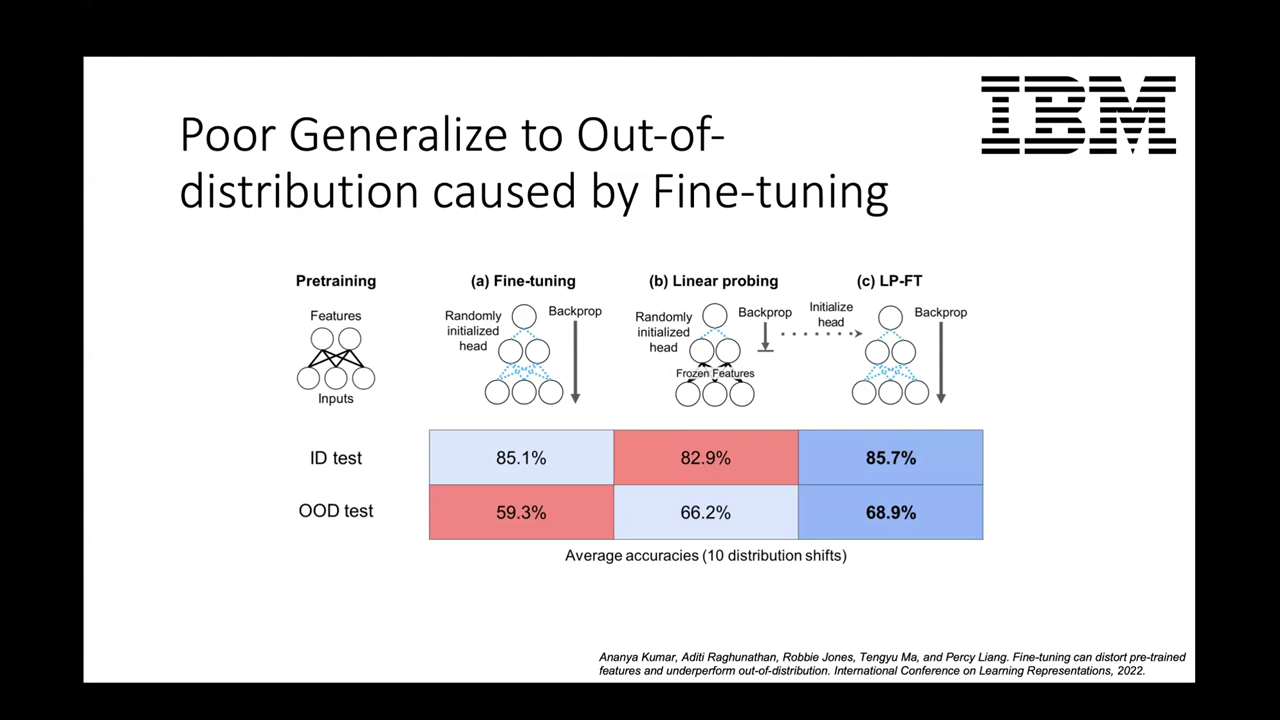 IBM
Poor Generalize to Out-of-
distribution caused by Fine-tuning
Pretraining
Features
Inputs
(a) Fine-tuning
Randomly
initialized
head
Backprop
(b) Linear probing
Randomly
initialized
head
Backprop
Frozen Features
Initialize
head
(c) LP-FT
Backprop
ID test 85.1% 82.9% 85.7%
OOD test 59.3% 66.2% 68.9%
Average accuracies (10 distribution shifts)
Ananya Kumar, Aditi Raghunathan, Robbie Jones, Tengyu Ma, and Percy Liang. Fine-tuning can distort pre-trained
features and underperform out-of-distribution. International Conference on Learning Representations, 2022.